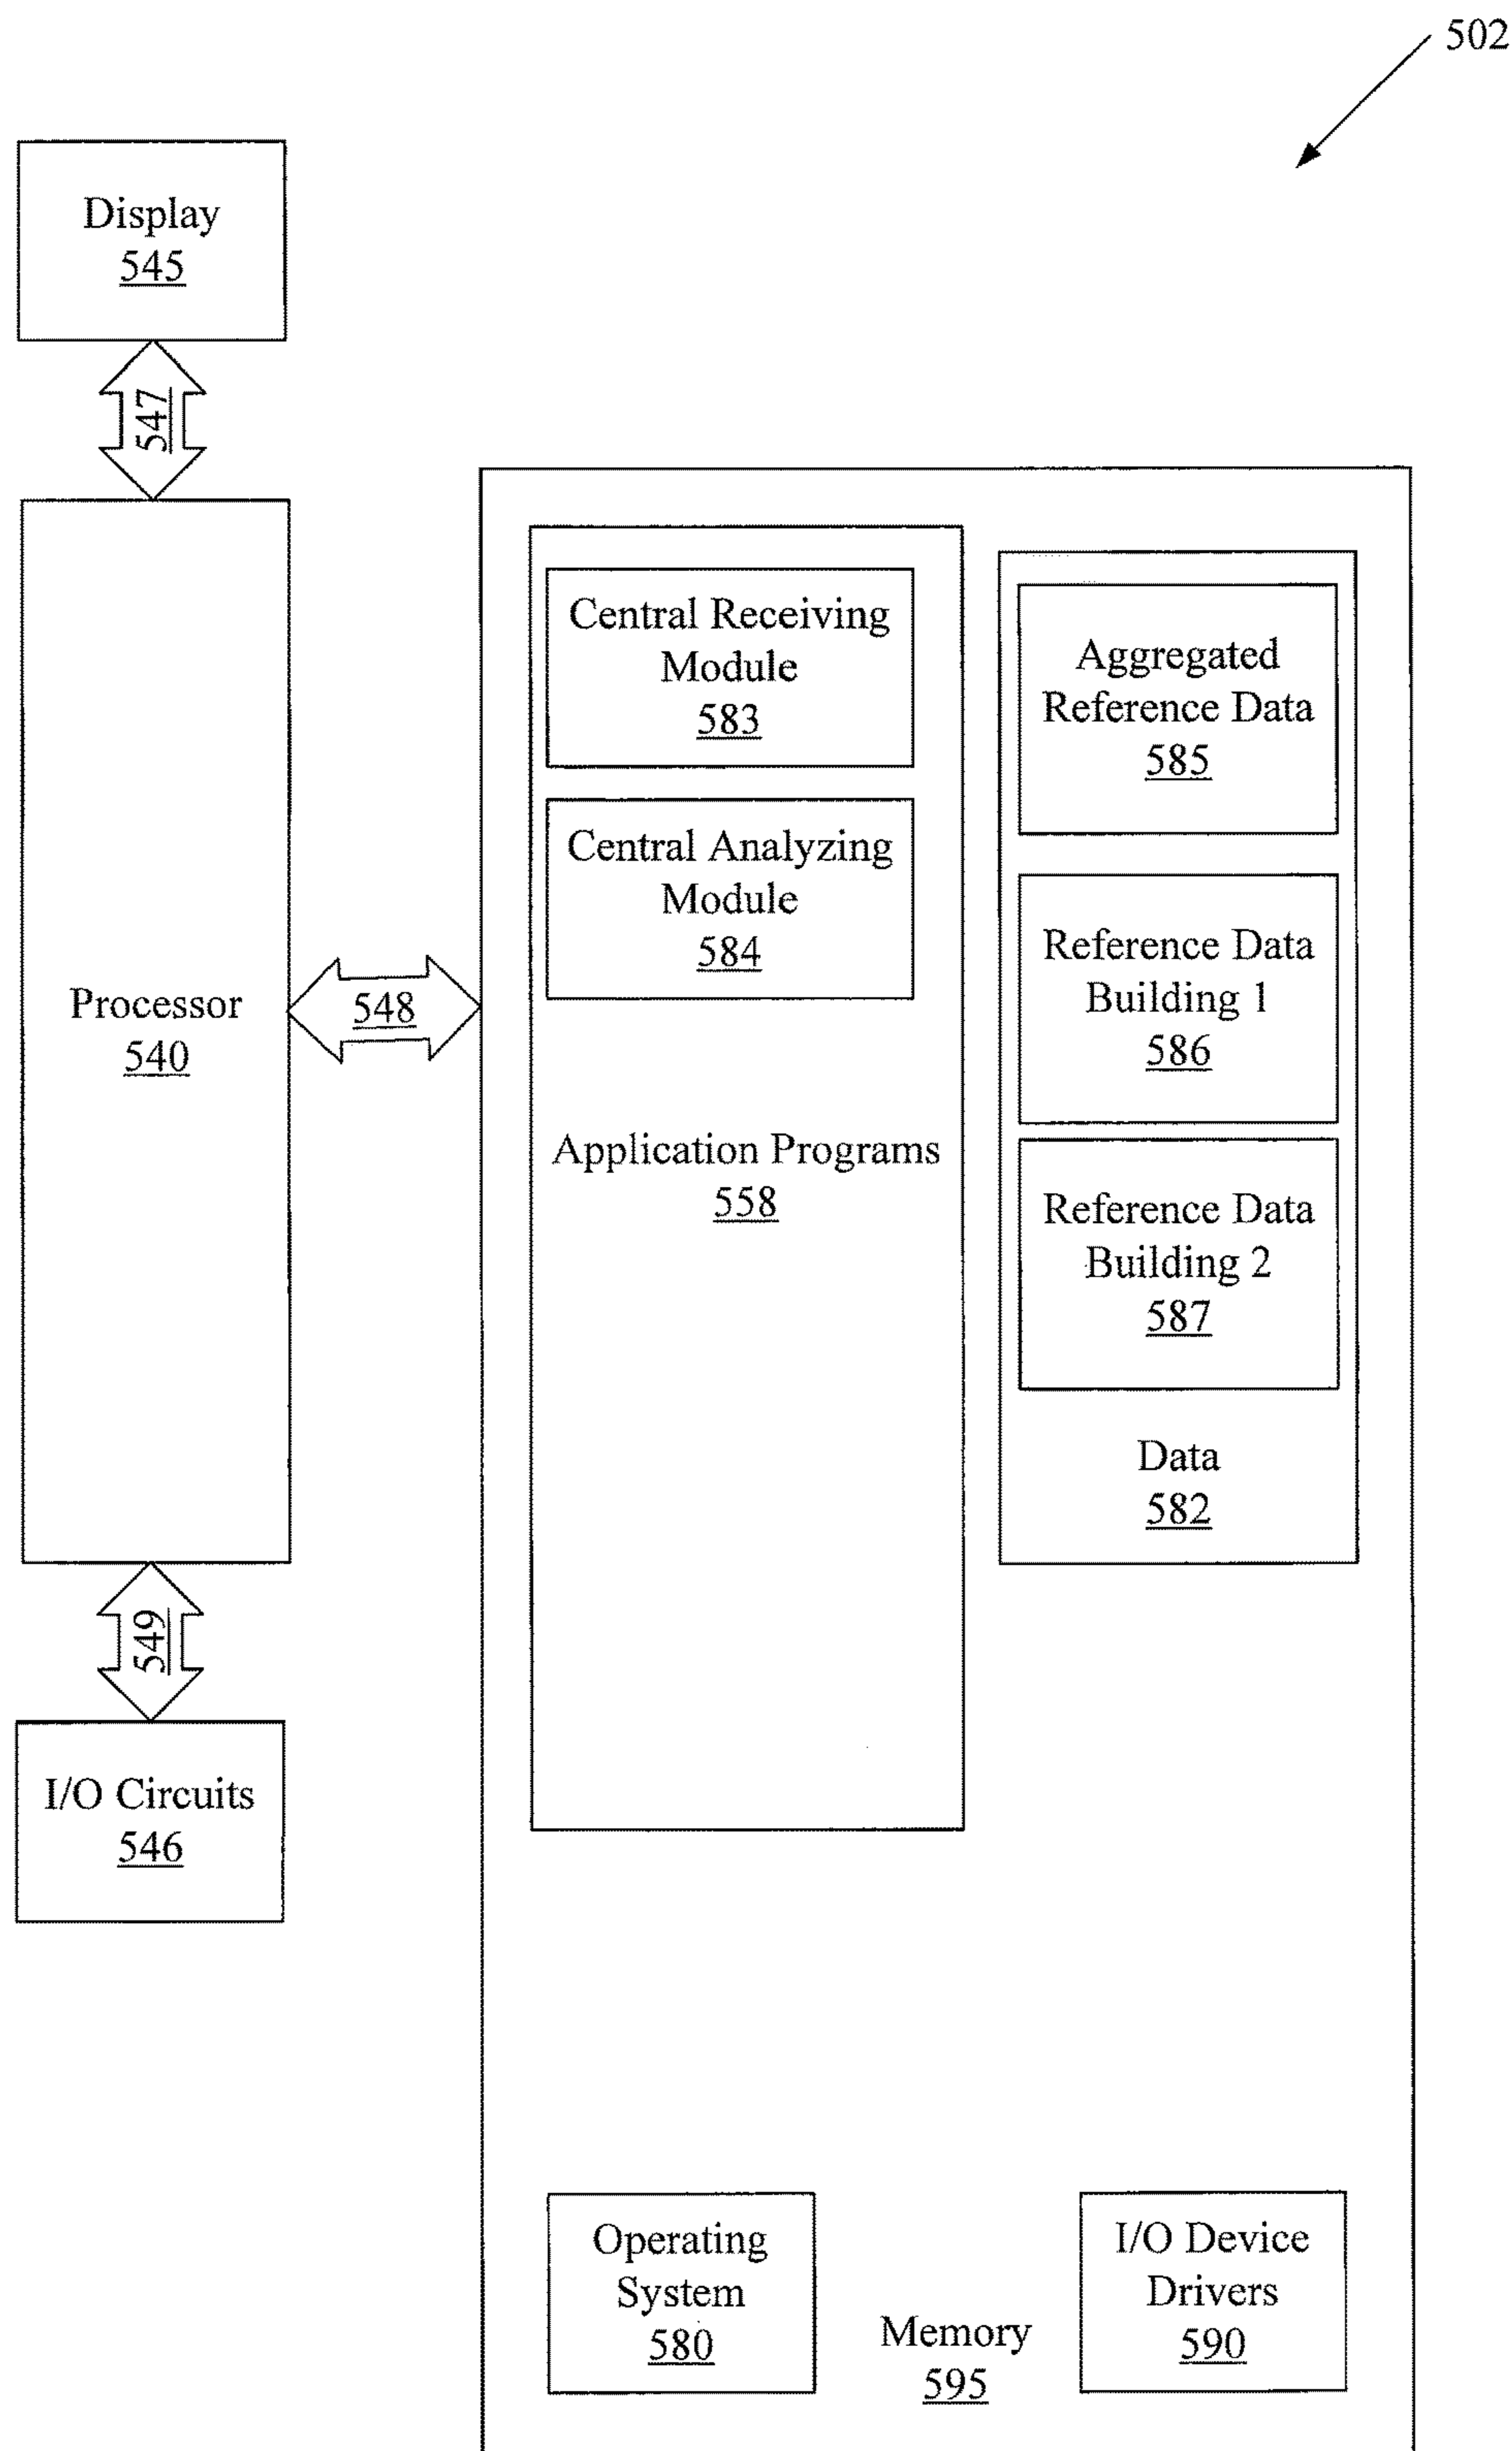 502
Display
545
547
Processor
540
548
549
I/O Circuits
546
Central Receiving
Module
583
Central Analyzing
Module
584
Application Programs
558
Aggregated
Reference Data
585
Reference Data
Building 1
586
Reference Data
Building 2
587
Data
582
Operating
System
580
Memory
595
I/O Device
Drivers
590